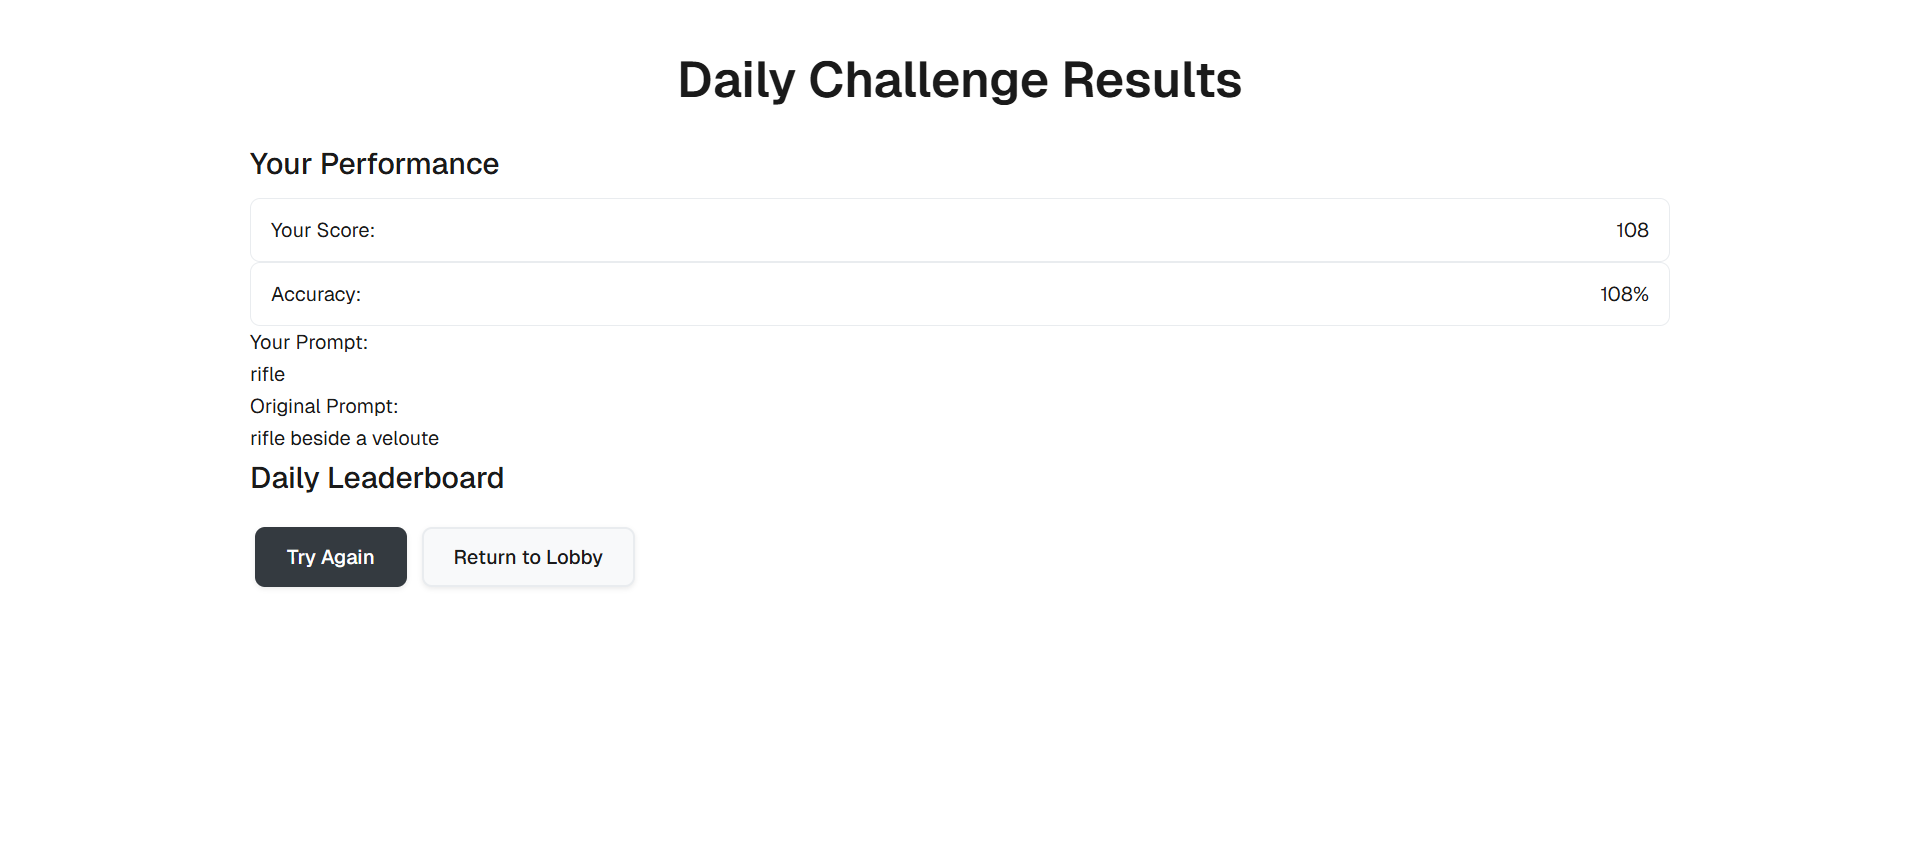 Daily Challenge Results
Your Performance
Your Score: 108
Accuracy: 108%
Your Prompt:
rifle
Original Prompt:
rifle beside a veloute
Daily Leaderboard
Try Again Return to Lobby